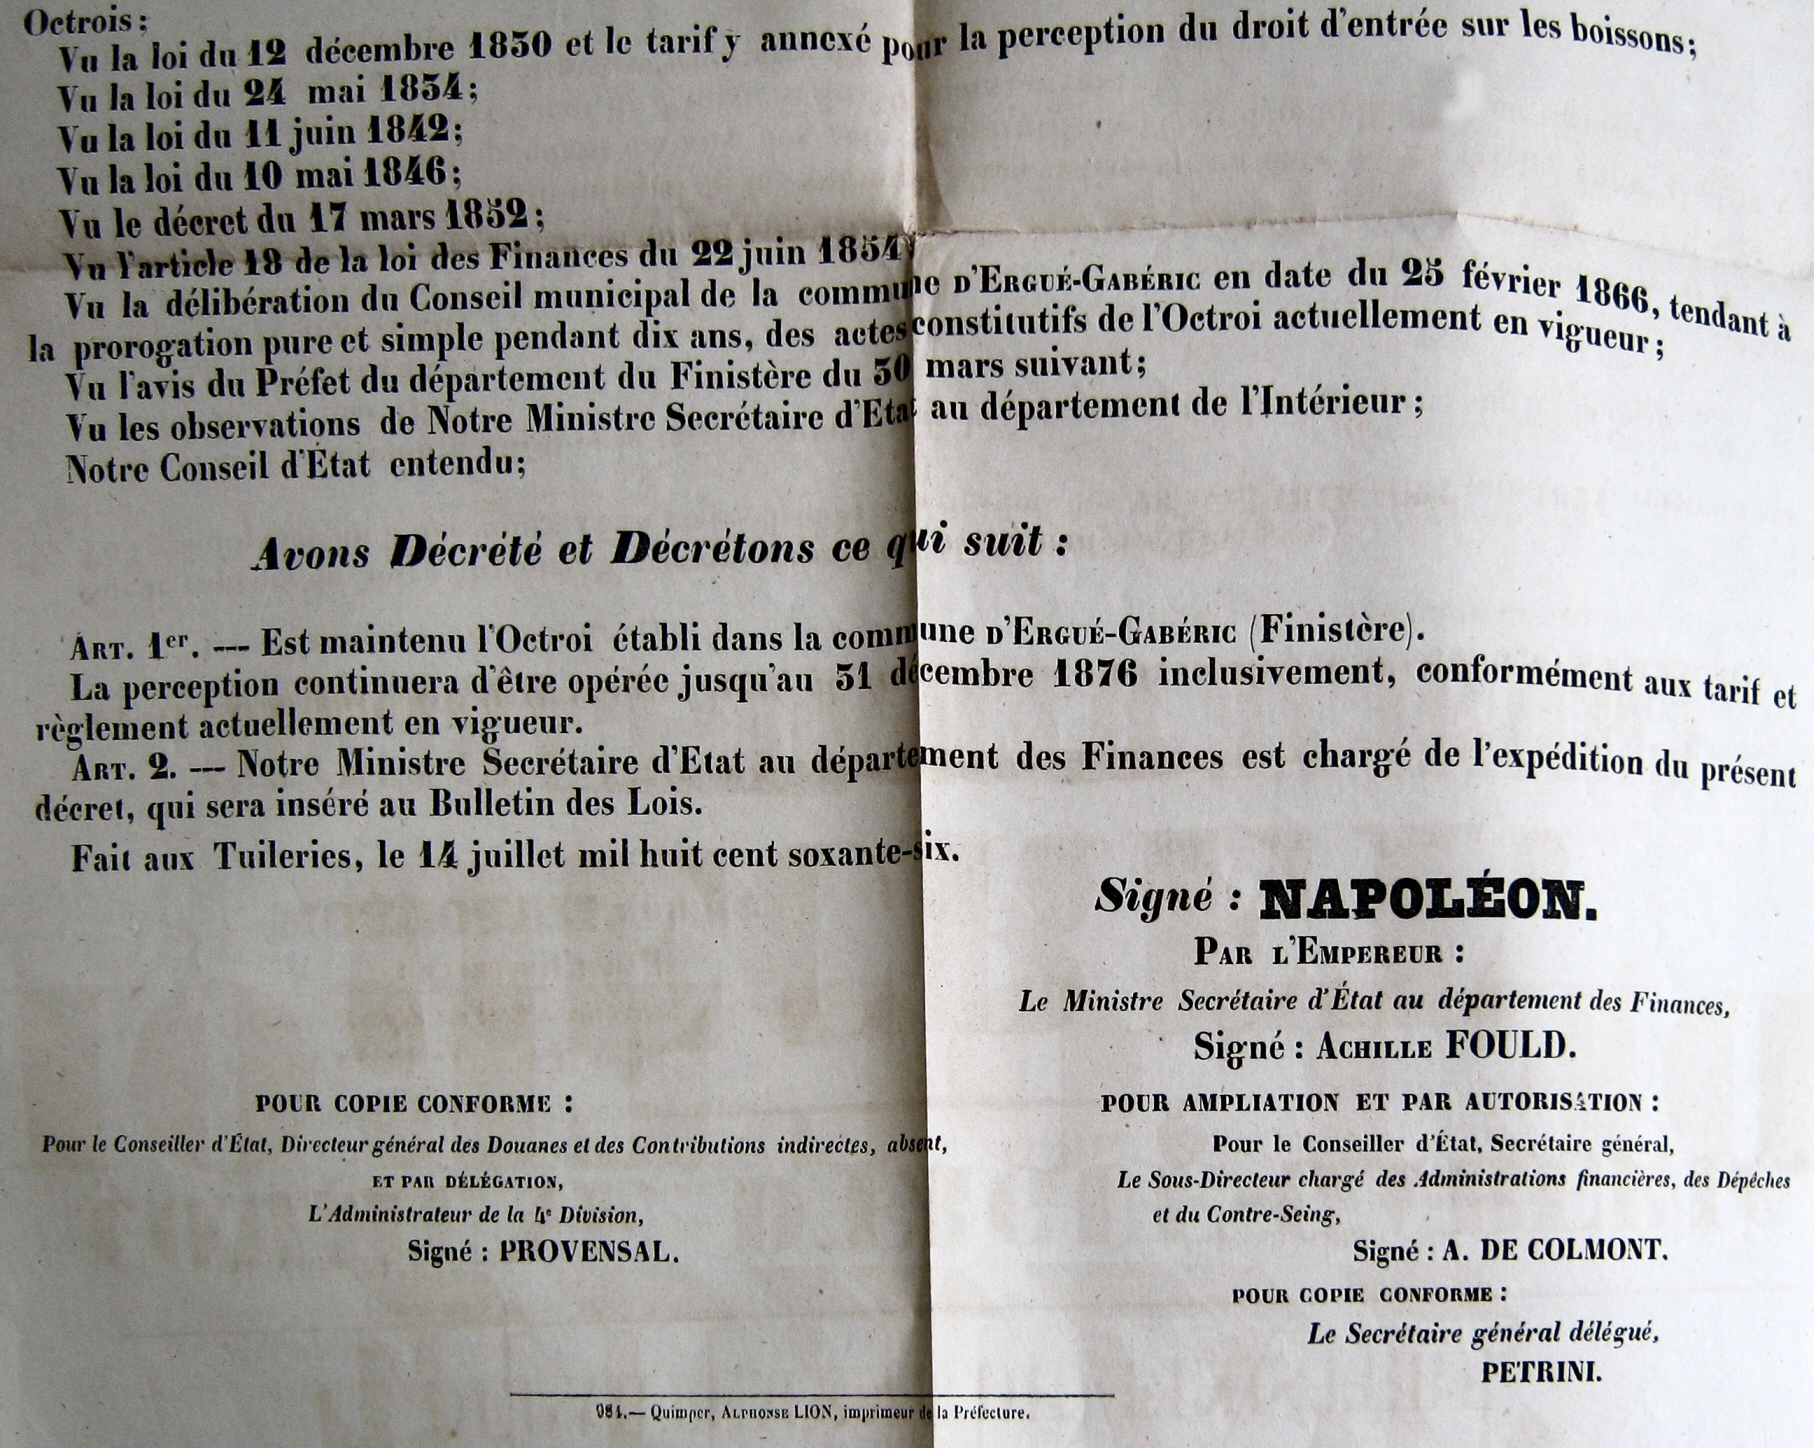 Octrois;
Vu la loi du 12 décembre 1830 et le tarif y annexé pour la perception du droit d'entrée sur les boissons;
Vu la loi du 24 mai 1834;
Vu la loi du 11 juin 1842;
Vu la loi du 10 mai 1846;
Vu le décret du 17 mars 1852;
Vu l'article 18 de la loi des Finances du 22 juin 1854;
Vu la délibération du Conseil municipal de la commune D'ERGUÉ-GABÉRIC en date du 25 février 1866, tendant à
la prorogation pure et simple pendant dix ans, des actes constitutifs de l'Octroi actuellement en vigueur;
Vu l'avis du Préfet du département du Finistère du 30 mars suivant;
Vu les observations de Notre Ministre Secrétaire d'Etat au département de l'Intérieur;
Notre Conseil d'État entendu;
Avons Décrété et Décrétons ce qui suit :
ART. 1er. — Est maintenu l'Octroi établi dans la commune D'ERGUÉ-GABÉRIC (Finistère).
La perception continuera d'être opérée jusqu'au 31 décembre 1876 inclusivement, conformément aux tarif et
règlement actuellement en vigueur.
ART. 2. — Notre Ministre Secrétaire d'Etat au département des Finances est chargé de l'expédition du présent
décret, qui sera inséré au Bulletin des Lois.
Fait aux Tuileries, le 14 juillet mil huit cent soxante-six.
Signé : NAPOLÉON.
PAR L'EMPEREUR :
Le Ministre Secrétaire d'État au département des Finances,
Signé : ACHILLE FOULD.
POUR COPIE CONFORME :
Pour le Conseiller d'État, Directeur général des Douanes et des Contributions indirectes, absent,
ET PAR DÉLÉGATION,
L'Administrateur de la 4e Division,
Signé : PROVENSAL.
POUR AMPLIATION ET PAR AUTORISATION :
Pour le Conseiller d'État, Secrétaire général,
Le Sous-Directeur chargé des Administrations financières, des Dépêches
et du Contre-Seing,
Signé : A. DE COLMONT.
POUR COPIE CONFORME :
Le Secrétaire général délégué,
PETRINI.
984.— Quimper, ALPHONSE LION, imprimeur de la Préfecture.